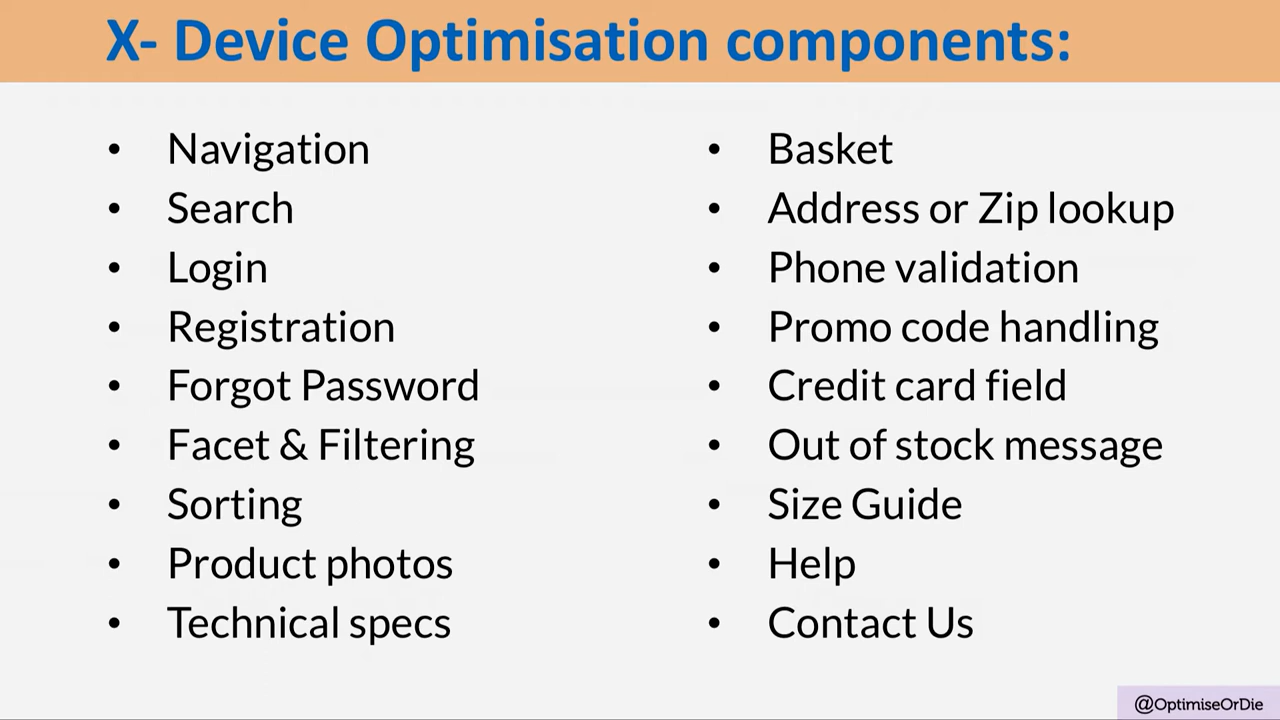 X- Device Optimisation components:
• Navigation
• Search
• Login
• Registration
• Forgot Password
• Facet & Filtering
• Sorting
• Product photos
• Technical specs
• Basket
• Address or Zip lookup
• Phone validation
• Promo code handling
• Credit card field
• Out of stock message
• Size Guide
• Help
• Contact Us
@OptimiseOrDie